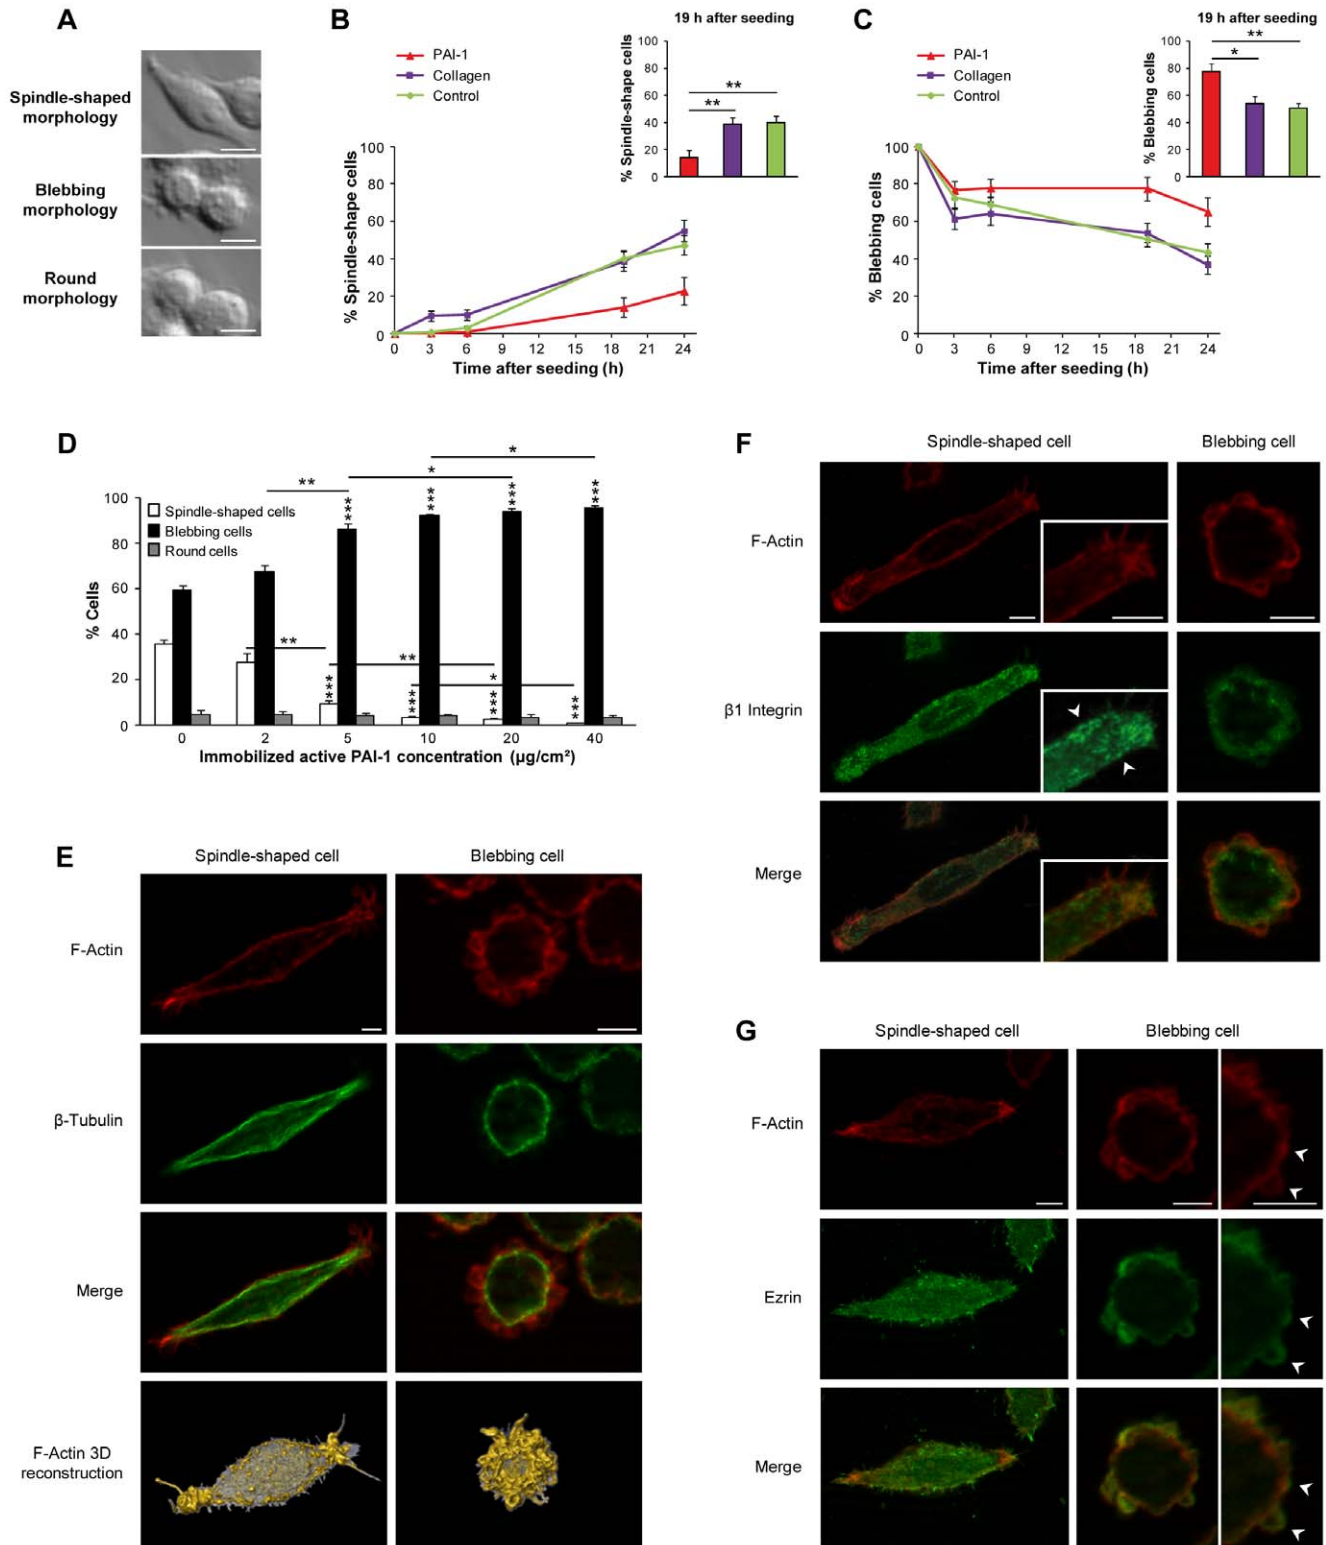 A
Spindle-shaped
morphology
Blebbing
morphology
Round
morphology
B
PAI-1
Collagen
Control
19 h after seeding
% Spindle-shape cells
100
80
60
40
20
0
**
**
% Spindle-shape cells
100
80
60
40
20
0
0 3 6 9 12 15 18 21 24
Time after seeding (h)
C
PAI-1
Collagen
Control
19 h after seeding
% Blebbing cells
100
80
60
40
20
0
**
*
% Blebbing cells
100
80
60
40
20
0
0 3 6 9 12 15 18 21 24
Time after seeding (h)
D
% Cells
100
80
60
40
20
0
Spindle-shaped cells
Blebbing cells
Round cells
*
*
**
*** *** *** ***
**
**
*
*** *** *** ***
0 2 5 10 20 40
Immobilized active PAI-1 concentration (µg/cm²)
E
Spindle-shaped cell Blebbing cell
F-Actin
β-Tubulin
Merge
F-Actin 3D
reconstruction
F
Spindle-shaped cell Blebbing cell
F-Actin
β1 Integrin
Merge
G
Spindle-shaped cell Blebbing cell
F-Actin
Ezrin
Merge